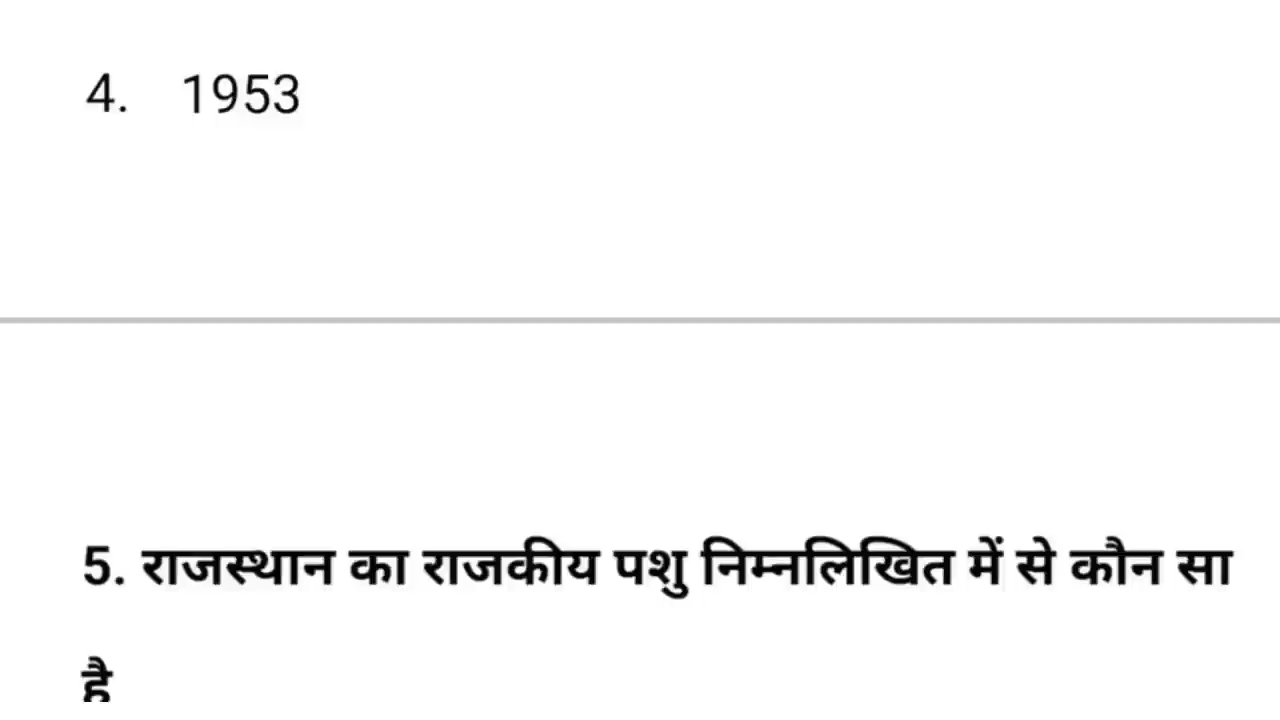 4. 1953
5. राजस्थान का राजकीय पशु निम्नलिखित में से कौन सा
है